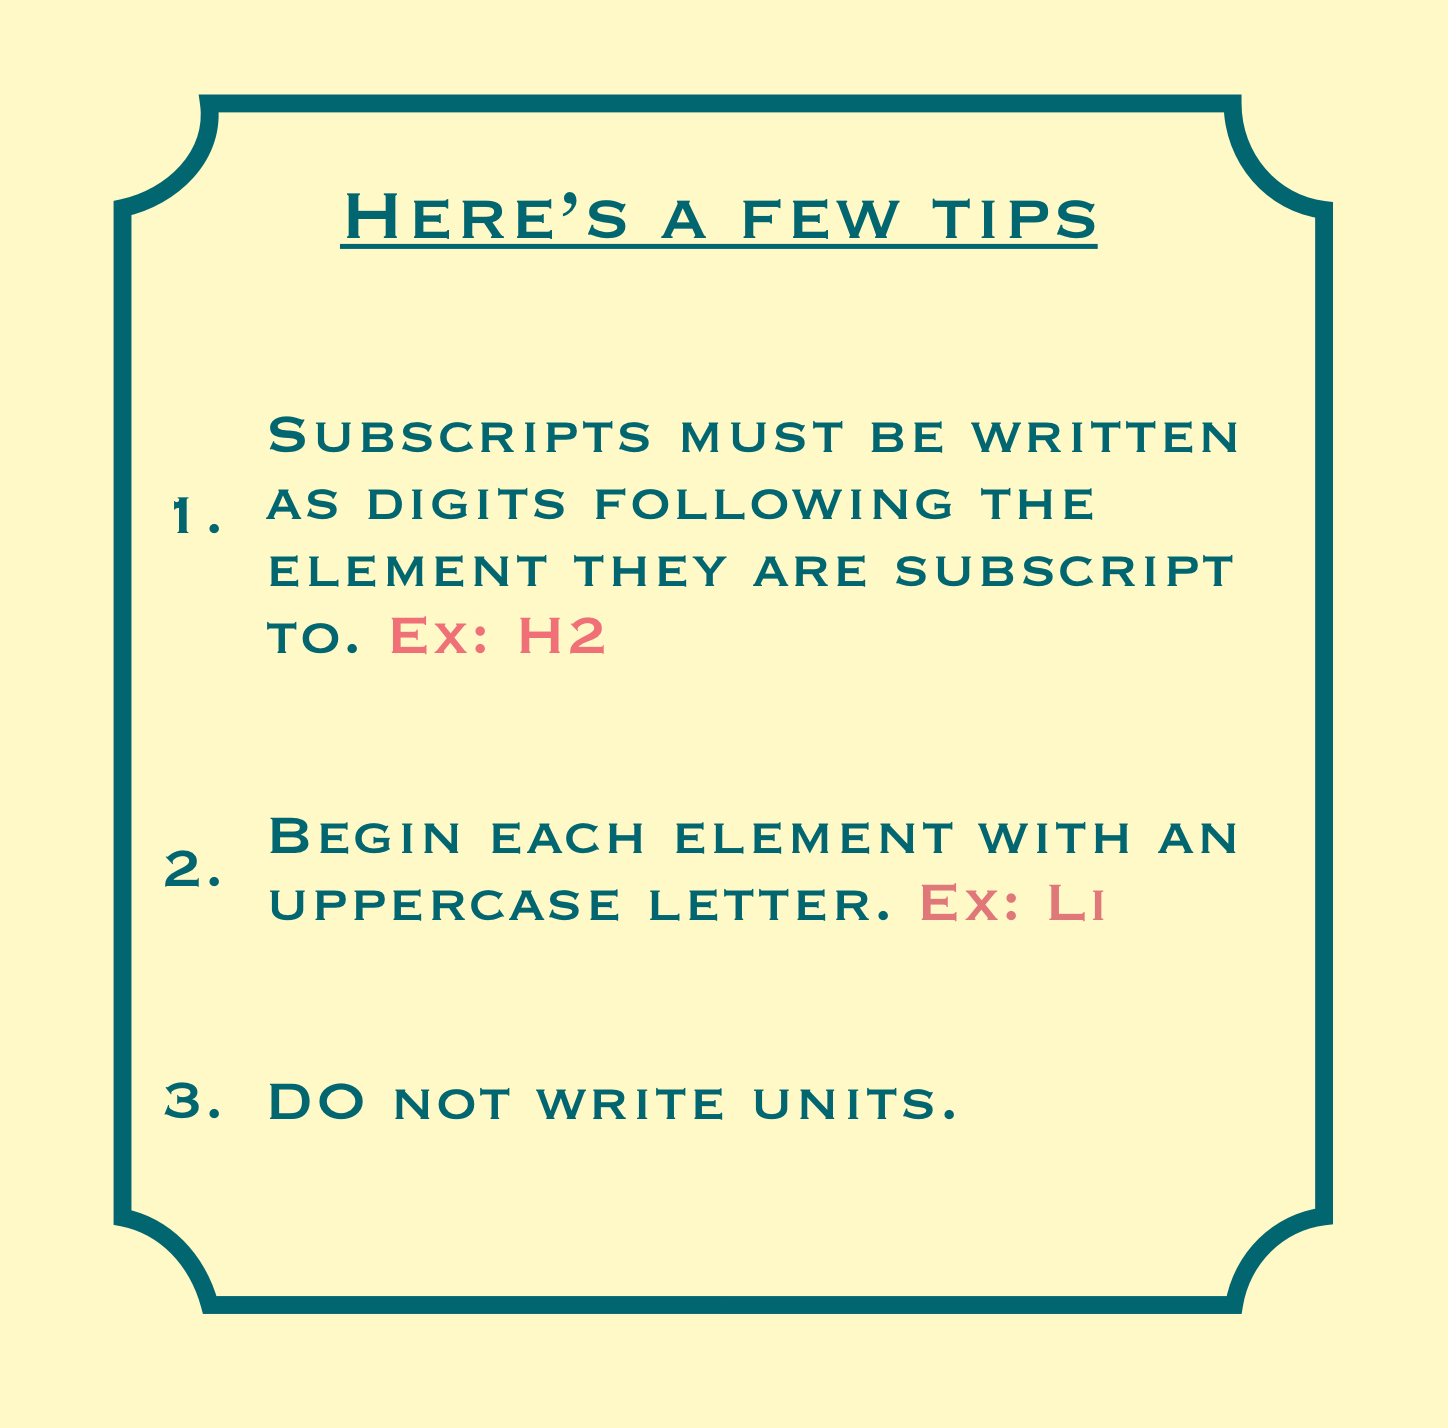 Here's a few tips
1. Subscripts must be written
as digits following the
element they are subscript
to. Ex: H2
2. Begin each element with an
uppercase letter. Ex: Li
3. DO not write units.